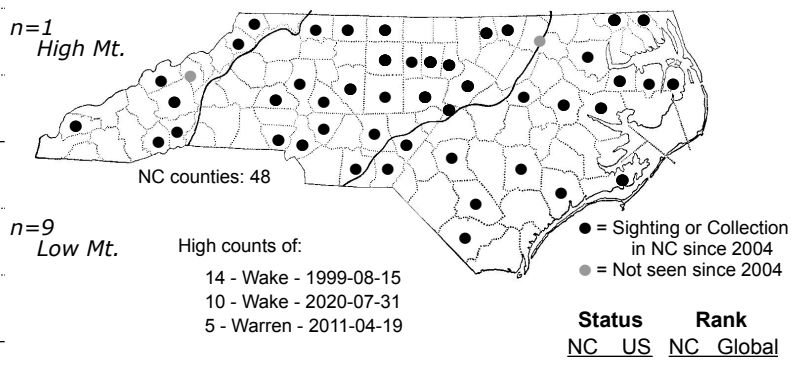 n=1
High Mt.
NC counties: 48
n=9
Low Mt.
High counts of:
14 - Wake - 1999-08-15
10 - Wake - 2020-07-31
5 - Warren - 2011-04-19
● = Sighting or Collection
in NC since 2004
● = Not seen since 2004
Status Rank
NC US NC Global